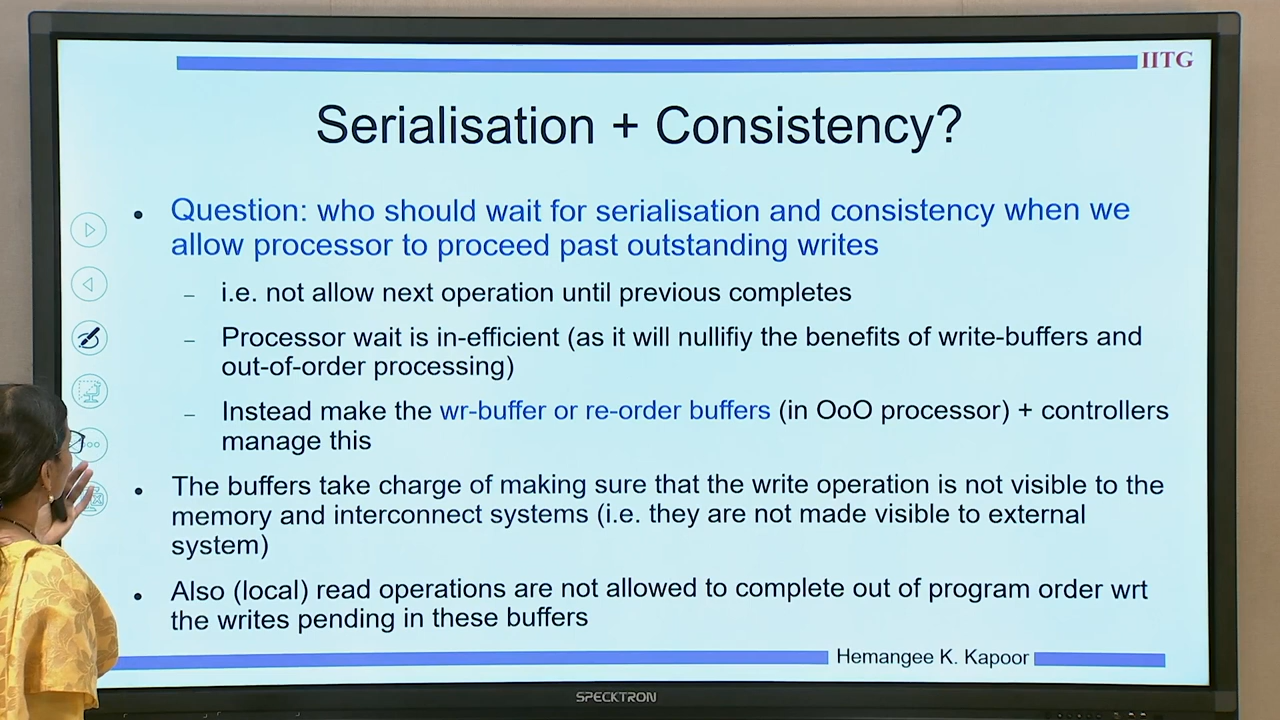 IITG
Serialisation + Consistency?
• Question: who should wait for serialisation and consistency when we
allow processor to proceed past outstanding writes
– i.e. not allow next operation until previous completes
– Processor wait is in-efficient (as it will nullifiy the benefits of write-buffers and
out-of-order processing)
– Instead make the wr-buffer or re-order buffers (in OoO processor) + controllers
manage this
• The buffers take charge of making sure that the write operation is not visible to the
memory and interconnect systems (i.e. they are not made visible to external
system)
• Also (local) read operations are not allowed to complete out of program order wrt
the writes pending in these buffers
Hemangee K. Kapoor
SPECKTRON